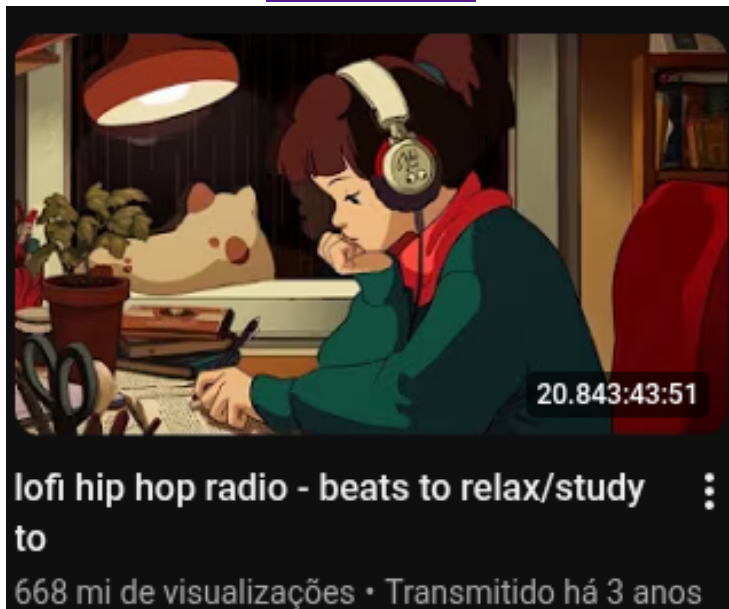 20.843:43:51
lofi hip hop radio - beats to relax/study
to
668 mi de visualizações • Transmitido há 3 anos